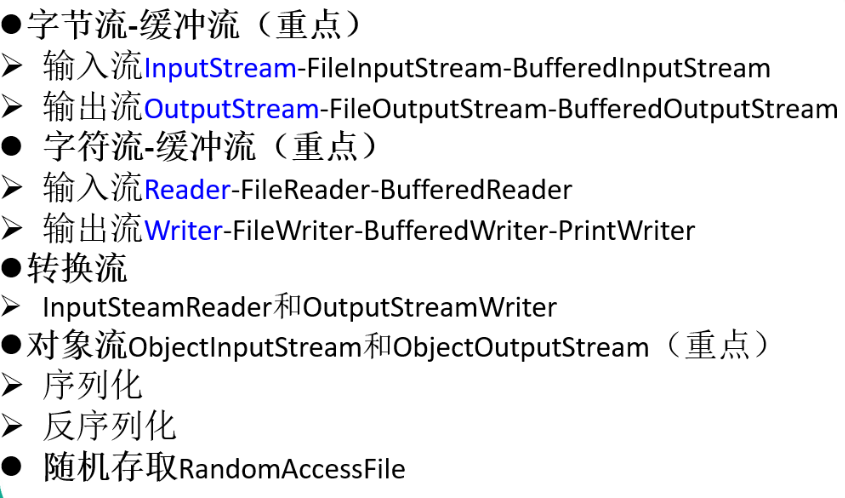 ●字节流-缓冲流（重点）
➢ 输入流InputStream-FileInputStream-BufferedInputStream
➢ 输出流OutputStream-FileOutputStream-BufferedOutputStream
● 字符流-缓冲流（重点）
➢ 输入流Reader-FileReader-BufferedReader
➢ 输出流Writer-FileWriter-BufferedWriter-PrintWriter
●转换流
➢ InputSteamReader和OutputStreamWriter
●对象流ObjectInputStream和ObjectOutputStream（重点）
➢ 序列化
➢ 反序列化
● 随机存取RandomAccessFile